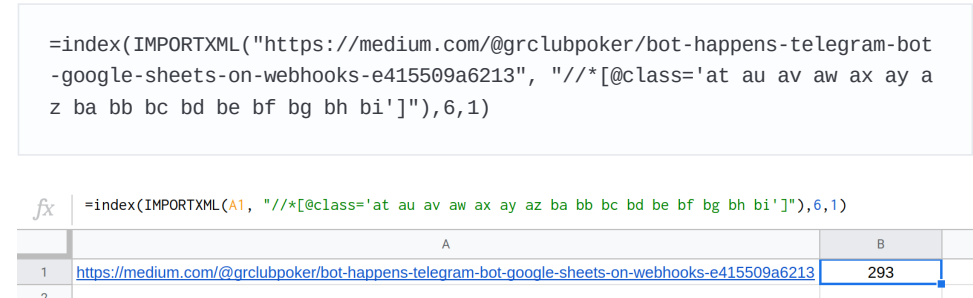 =index(IMPORTXML("https://medium.com/@grclubpoker/bot-happens-telegram-bot
-google-sheets-on-webhooks-e415509a6213", "//*[@class='at au av aw ax ay a
z ba bb bc bd be bf bg bh bi']"),6,1)
fx =index(IMPORTXML(A1, "//*[@class='at au av aw ax ay az ba bb bc bd be bf bg bh bi']"),6,1)
A B
1 https://medium.com/@grclubpoker/bot-happens-telegram-bot-google-sheets-on-webhooks-e415509a6213 293
2